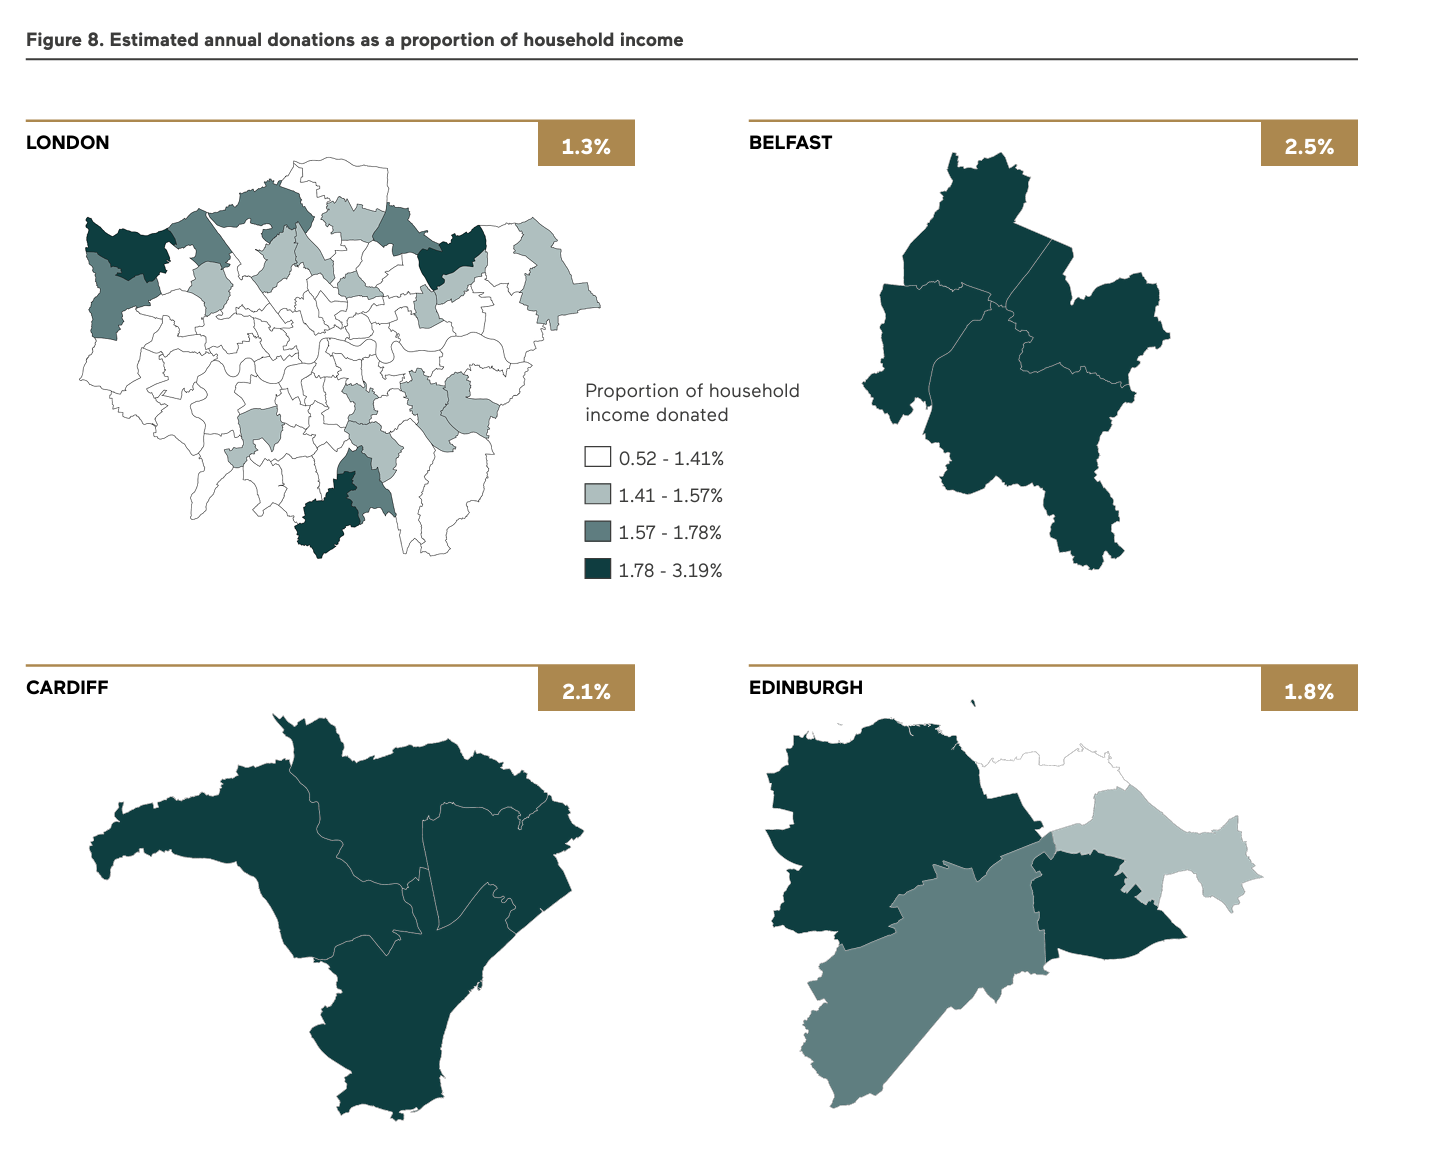 Figure 8. Estimated annual donations as a proportion of household income
LONDON
1.3%
BELFAST
2.5%
Proportion of household
income donated
0.52 - 1.41%
1.41 - 1.57%
1.57 - 1.78%
1.78 - 3.19%
CARDIFF
2.1%
EDINBURGH
1.8%